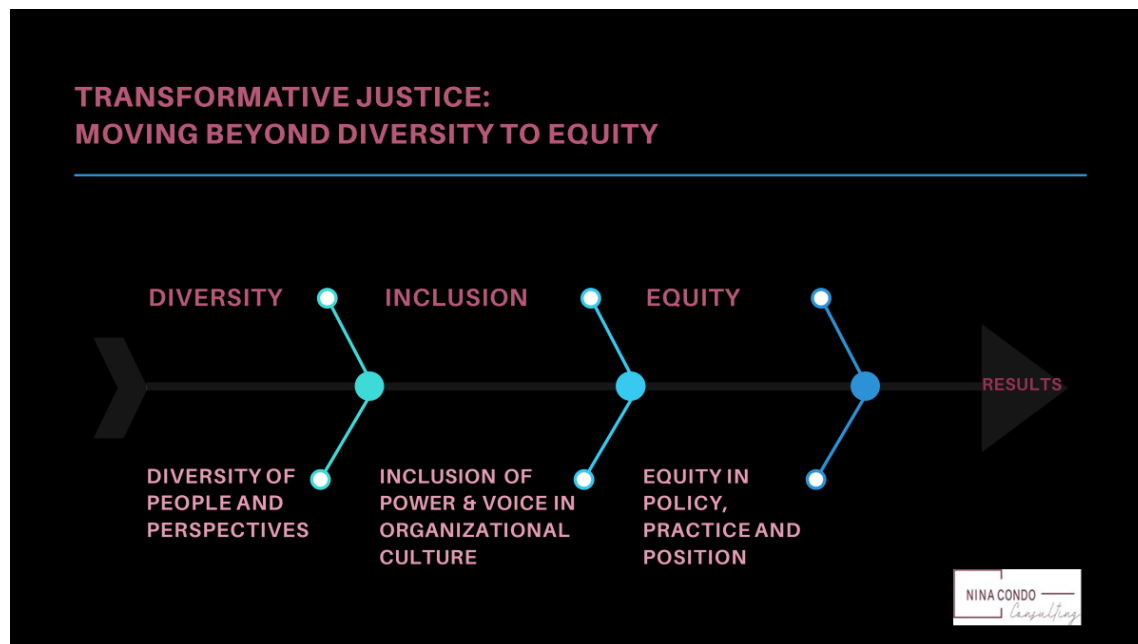 TRANSFORMATIVE JUSTICE:
MOVING BEYOND DIVERSITY TO EQUITY
DIVERSITY
INCLUSION
EQUITY
RESULTS
DIVERSITY OF
PEOPLE AND
PERSPECTIVES
INCLUSION OF
POWER & VOICE IN
ORGANIZATIONAL
CULTURE
EQUITY IN
POLICY,
PRACTICE AND
POSITION
NINA CONDO
Consulting